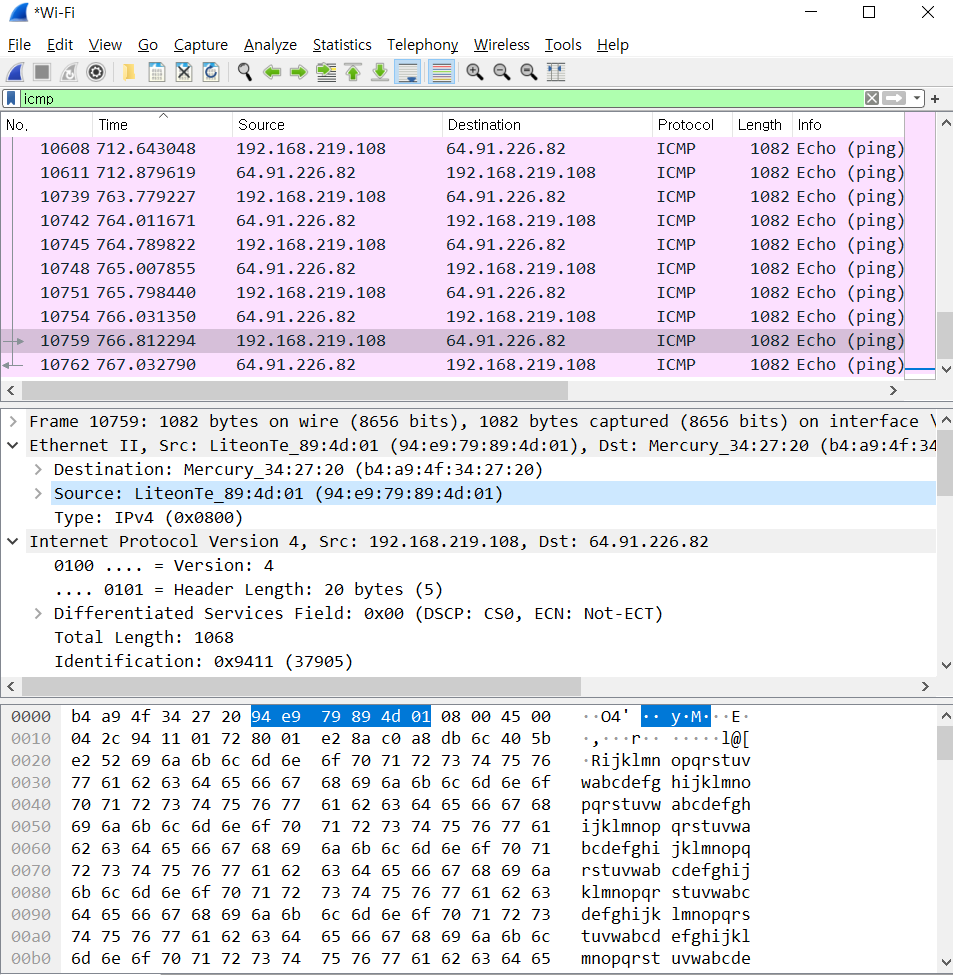 *Wi-Fi
File Edit View Go Capture Analyze Statistics Telephony Wireless Tools Help
icmp
No. Time Source Destination Protocol Length Info
10608 712.643048 192.168.219.108 64.91.226.82 ICMP 1082 Echo (ping)
10611 712.879619 64.91.226.82 192.168.219.108 ICMP 1082 Echo (ping)
10739 763.779227 192.168.219.108 64.91.226.82 ICMP 1082 Echo (ping)
10742 764.011671 64.91.226.82 192.168.219.108 ICMP 1082 Echo (ping)
10745 764.789822 192.168.219.108 64.91.226.82 ICMP 1082 Echo (ping)
10748 765.007855 64.91.226.82 192.168.219.108 ICMP 1082 Echo (ping)
10751 765.798440 192.168.219.108 64.91.226.82 ICMP 1082 Echo (ping)
10754 766.031350 64.91.226.82 192.168.219.108 ICMP 1082 Echo (ping)
10759 766.812294 192.168.219.108 64.91.226.82 ICMP 1082 Echo (ping)
10762 767.032790 64.91.226.82 192.168.219.108 ICMP 1082 Echo (ping)
Frame 10759: 1082 bytes on wire (8656 bits), 1082 bytes captured (8656 bits) on interface \
Ethernet II, Src: LiteonTe_89:4d:01 (94:e9:79:89:4d:01), Dst: Mercury_34:27:20 (b4:a9:4f:34
Destination: Mercury_34:27:20 (b4:a9:4f:34:27:20)
Source: LiteonTe_89:4d:01 (94:e9:79:89:4d:01)
Type: IPv4 (0x0800)
Internet Protocol Version 4, Src: 192.168.219.108, Dst: 64.91.226.82
0100 .... = Version: 4
.... 0101 = Header Length: 20 bytes (5)
Differentiated Services Field: 0x00 (DSCP: CS0, ECN: Not-ECT)
Total Length: 1068
Identification: 0x9411 (37905)
0000 b4 a9 4f 34 27 20 94 e9 79 89 4d 01 08 00 45 00 ··O4' ·· y·M···E·
0010 04 2c 94 11 01 72 80 01 e2 8a c0 a8 db 6c 40 5b ·,···r·· ·····l@[
0020 e2 52 69 6a 6b 6c 6d 6e 6f 70 71 72 73 74 75 76 ·Rijklmn opqrstuv
0030 77 61 62 63 64 65 66 67 68 69 6a 6b 6c 6d 6e 6f wabcdefg hijklmno
0040 70 71 72 73 74 75 76 77 61 62 63 64 65 66 67 68 pqrstuvw abcdefgh
0050 69 6a 6b 6c 6d 6e 6f 70 71 72 73 74 75 76 77 61 ijklmnop qrstuvwa
0060 62 63 64 65 66 67 68 69 6a 6b 6c 6d 6e 6f 70 71 bcdefghi jklmnopq
0070 72 73 74 75 76 77 61 62 63 64 65 66 67 68 69 6a rstuvwab cdefghij
0080 6b 6c 6d 6e 6f 70 71 72 73 74 75 76 77 61 62 63 klmnopqr stuvwabc
0090 64 65 66 67 68 69 6a 6b 6c 6d 6e 6f 70 71 72 73 defghijk lmnopqrs
00a0 74 75 76 77 61 62 63 64 65 66 67 68 69 6a 6b 6c tuvwabcd efghijkl
00b0 6d 6e 6f 70 71 72 73 74 75 76 77 61 62 63 64 65 mnopqrst uvwabcde